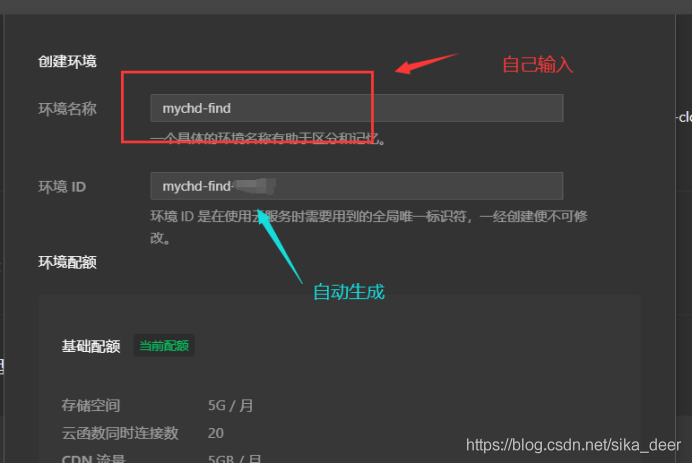 创建环境
自己输入
环境名称
mychd-find
一个具体的环境名称有助于区分和记忆。
-clo
环境 ID
mychd-find-
环境 ID 是在使用云服务时需要用到的全局唯一标识符，一经创建便不可修
改。
环境配额
自动生成
基础配额
当前配额
存储空间 5G / 月
云函数同时连接数 20
CDN 流量 5GB / 月
https://blog.csdn.net/sika_deer